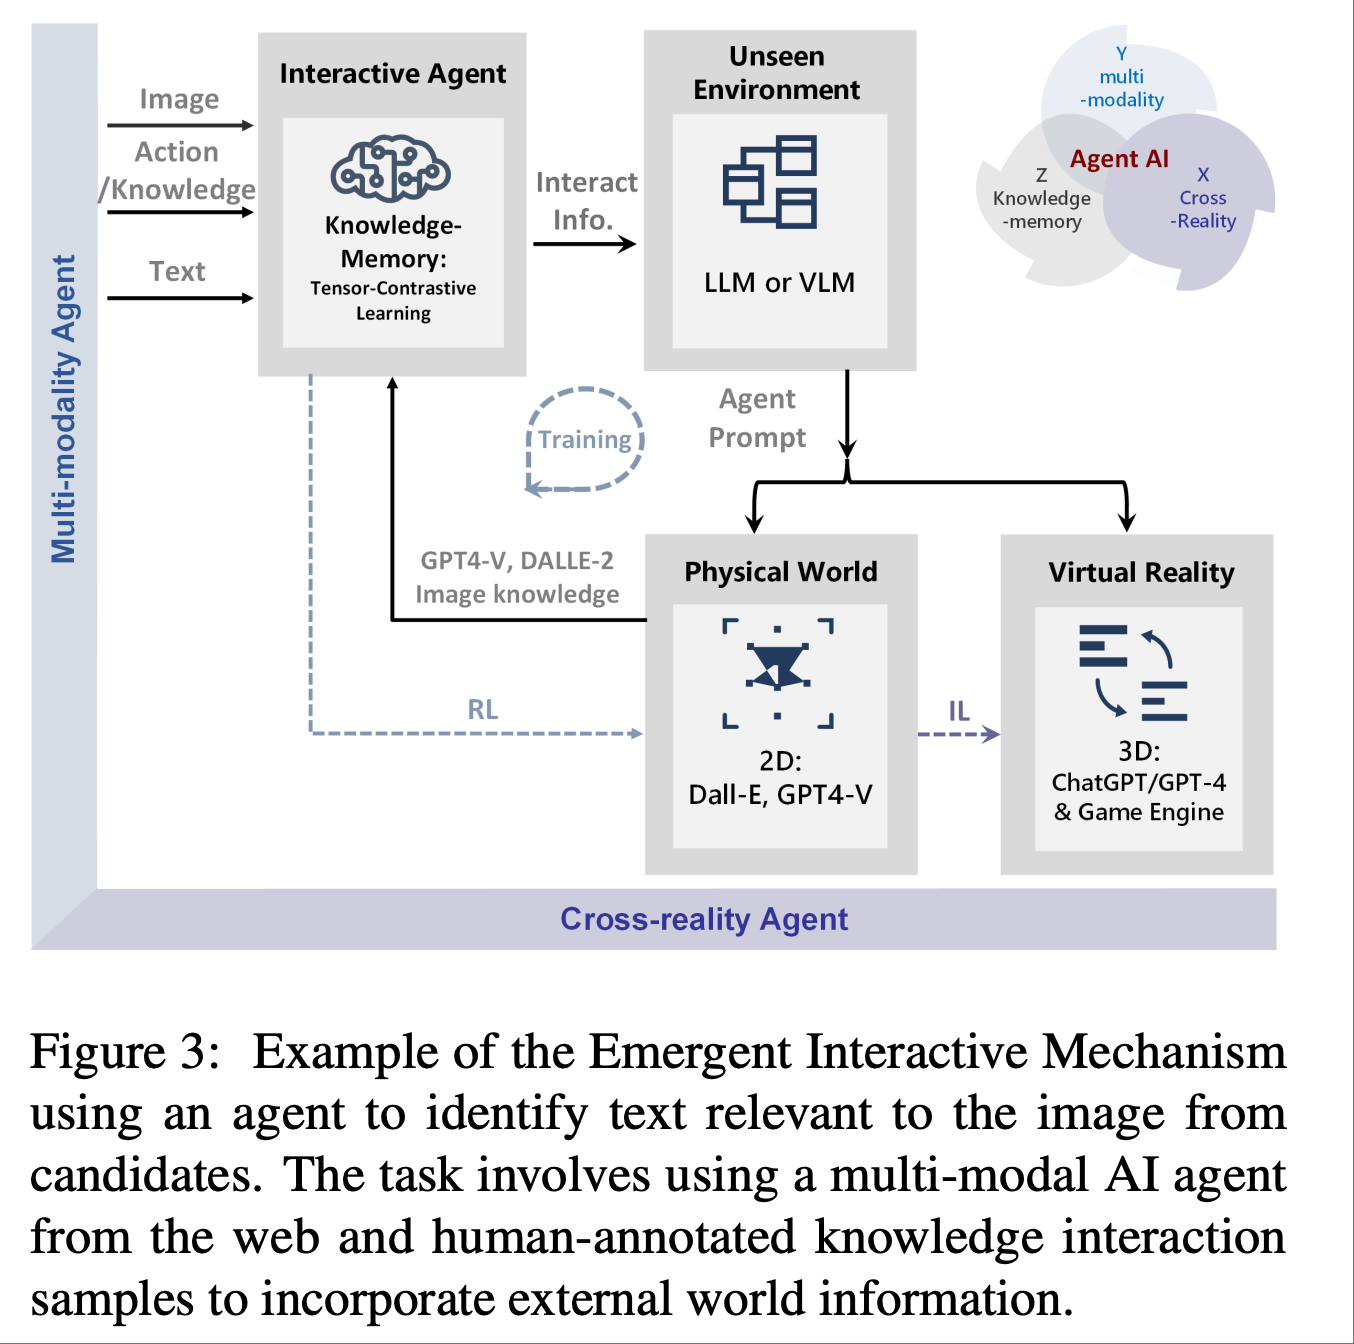 Multi-modality Agent
Image
Action
/Knowledge
Text
Interactive Agent
Knowledge-
Memory:
Tensor-Contrastive
Learning
Interact
Info.
Unseen
Environment
LLM or VLM
Y
multi
-modality
Agent AI
Z
Knowledge
-memory
X
Cross
-Reality
Training
Agent
Prompt
GPT4-V, DALLE-2
Image knowledge
RL
Physical World
2D:
Dall-E, GPT4-V
IL
Virtual Reality
3D:
ChatGPT/GPT-4
& Game Engine
Cross-reality Agent
Figure 3: Example of the Emergent Interactive Mechanism
using an agent to identify text relevant to the image from
candidates. The task involves using a multi-modal AI agent
from the web and human-annotated knowledge interaction
samples to incorporate external world information.